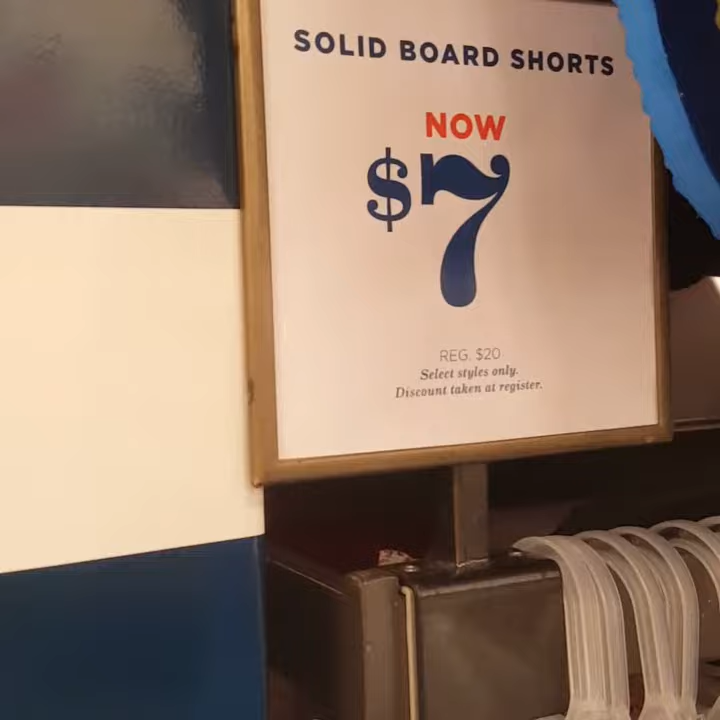 SOLID BOARD SHORTS
NOW
$7
REG. $20
Select styles only.
Discount taken at register.